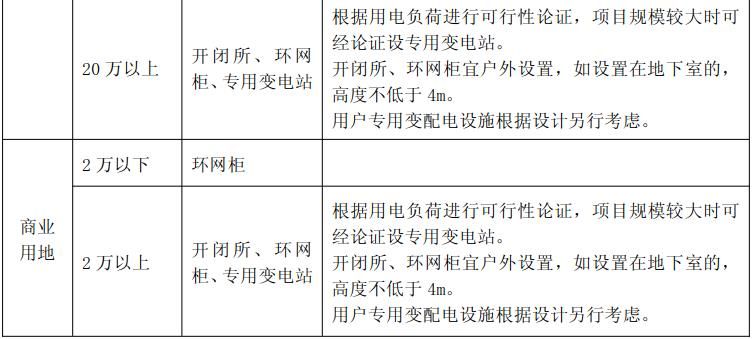 20 万以上
开闭所、环网
柜、专用变电站
根据用电负荷进行可行性论证，项目规模较大时可
经论证设专用变电站。
开闭所、环网柜宜户外设置，如设置在地下室的，
高度不低于 4m。
用户专用变配电设施根据设计另行考虑。
商业
用地
2 万以下
环网柜
2 万以上
开闭所、环网
柜、专用变电站
根据用电负荷进行可行性论证，项目规模较大时可
经论证设专用变电站。
开闭所、环网柜宜户外设置，如设置在地下室的，
高度不低于 4m。
用户专用变配电设施根据设计另行考虑。